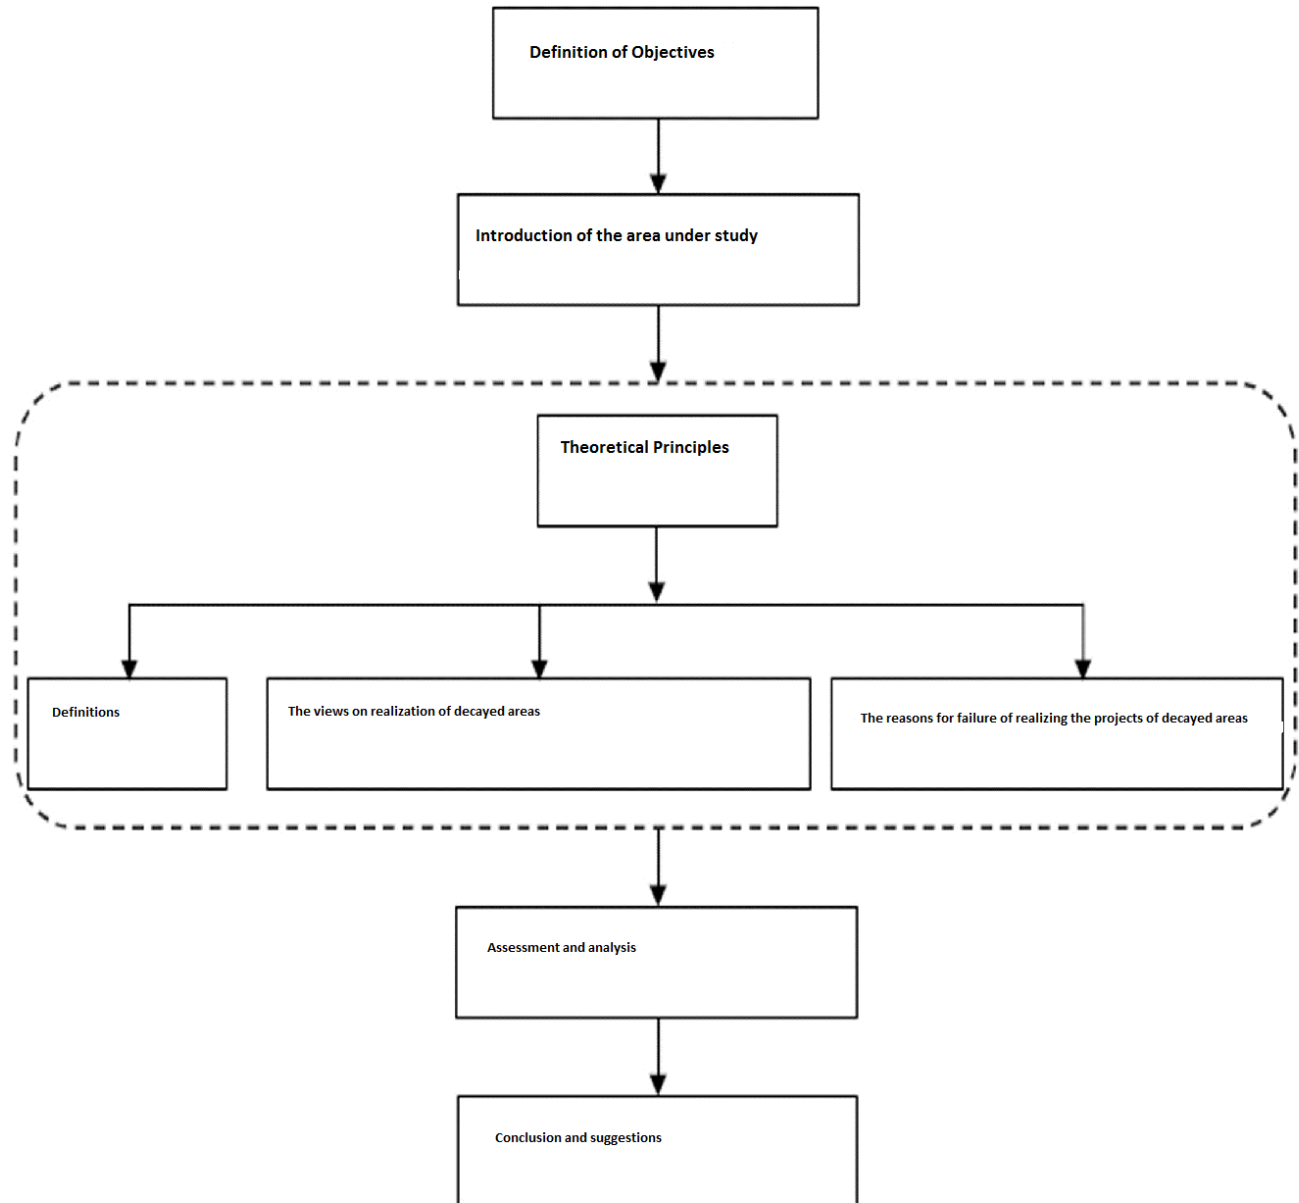 Definition of Objectives
Introduction of the area under study
Theoretical Principles
Definitions
The views on realization of decayed areas
The reasons for failure of realizing the projects of decayed areas
Assessment and analysis
Conclusion and suggestions